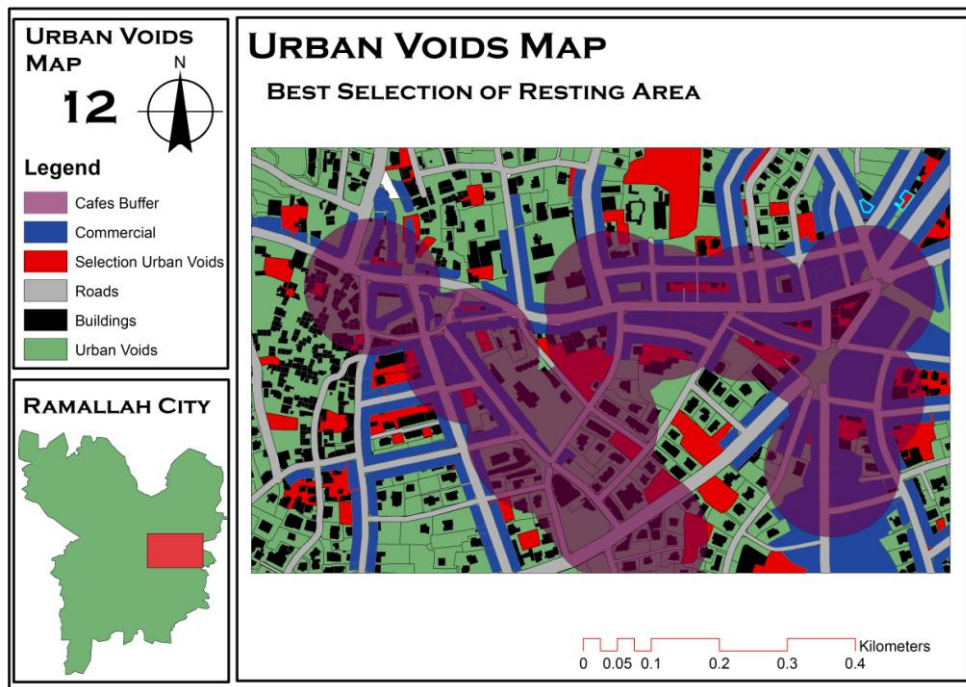 URBAN VOIDS
MAP
12
N
Legend
Cafes Buffer
Commercial
Selection Urban Voids
Roads
Buildings
Urban Voids
RAMALLAH CITY
URBAN VOIDS MAP
BEST SELECTION OF RESTING AREA
Kilometers
0 0.05 0.1 0.2 0.3 0.4